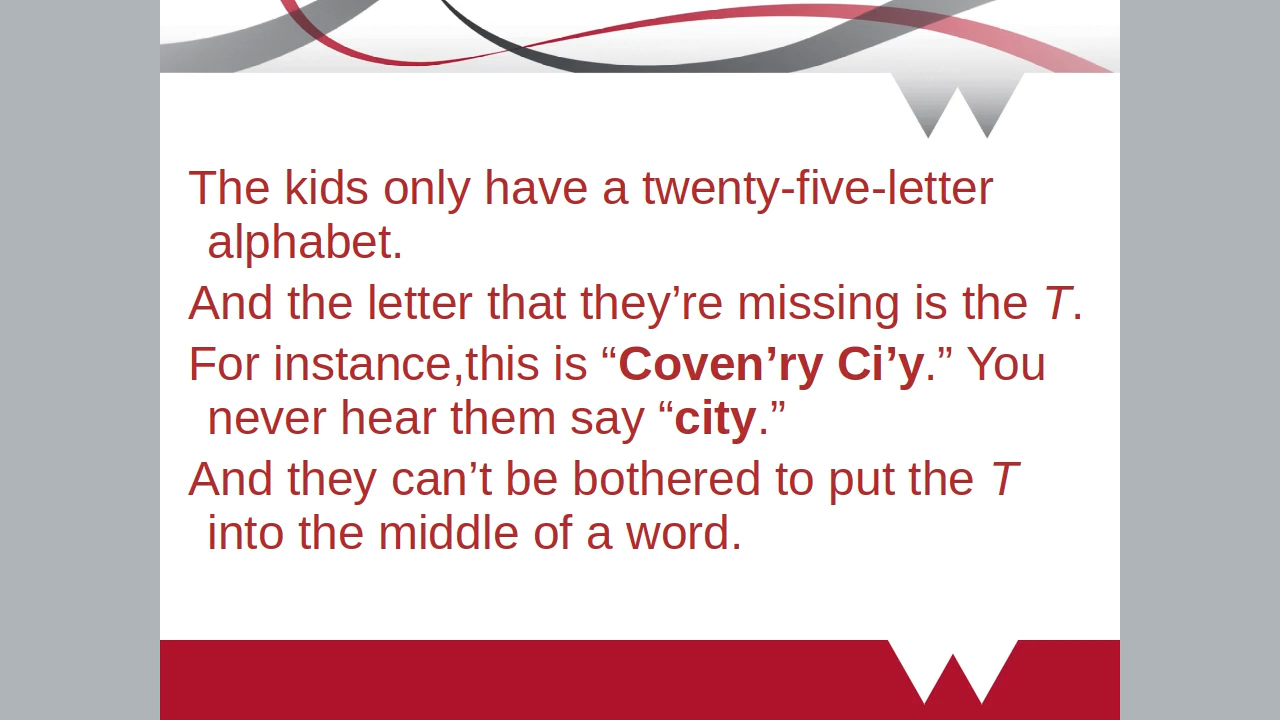 The kids only have a twenty-five-letter
alphabet.
And the letter that they’re missing is the T.
For instance,this is “Coven’ry Ci’y.” You
never hear them say “city.”
And they can’t be bothered to put the T
into the middle of a word.